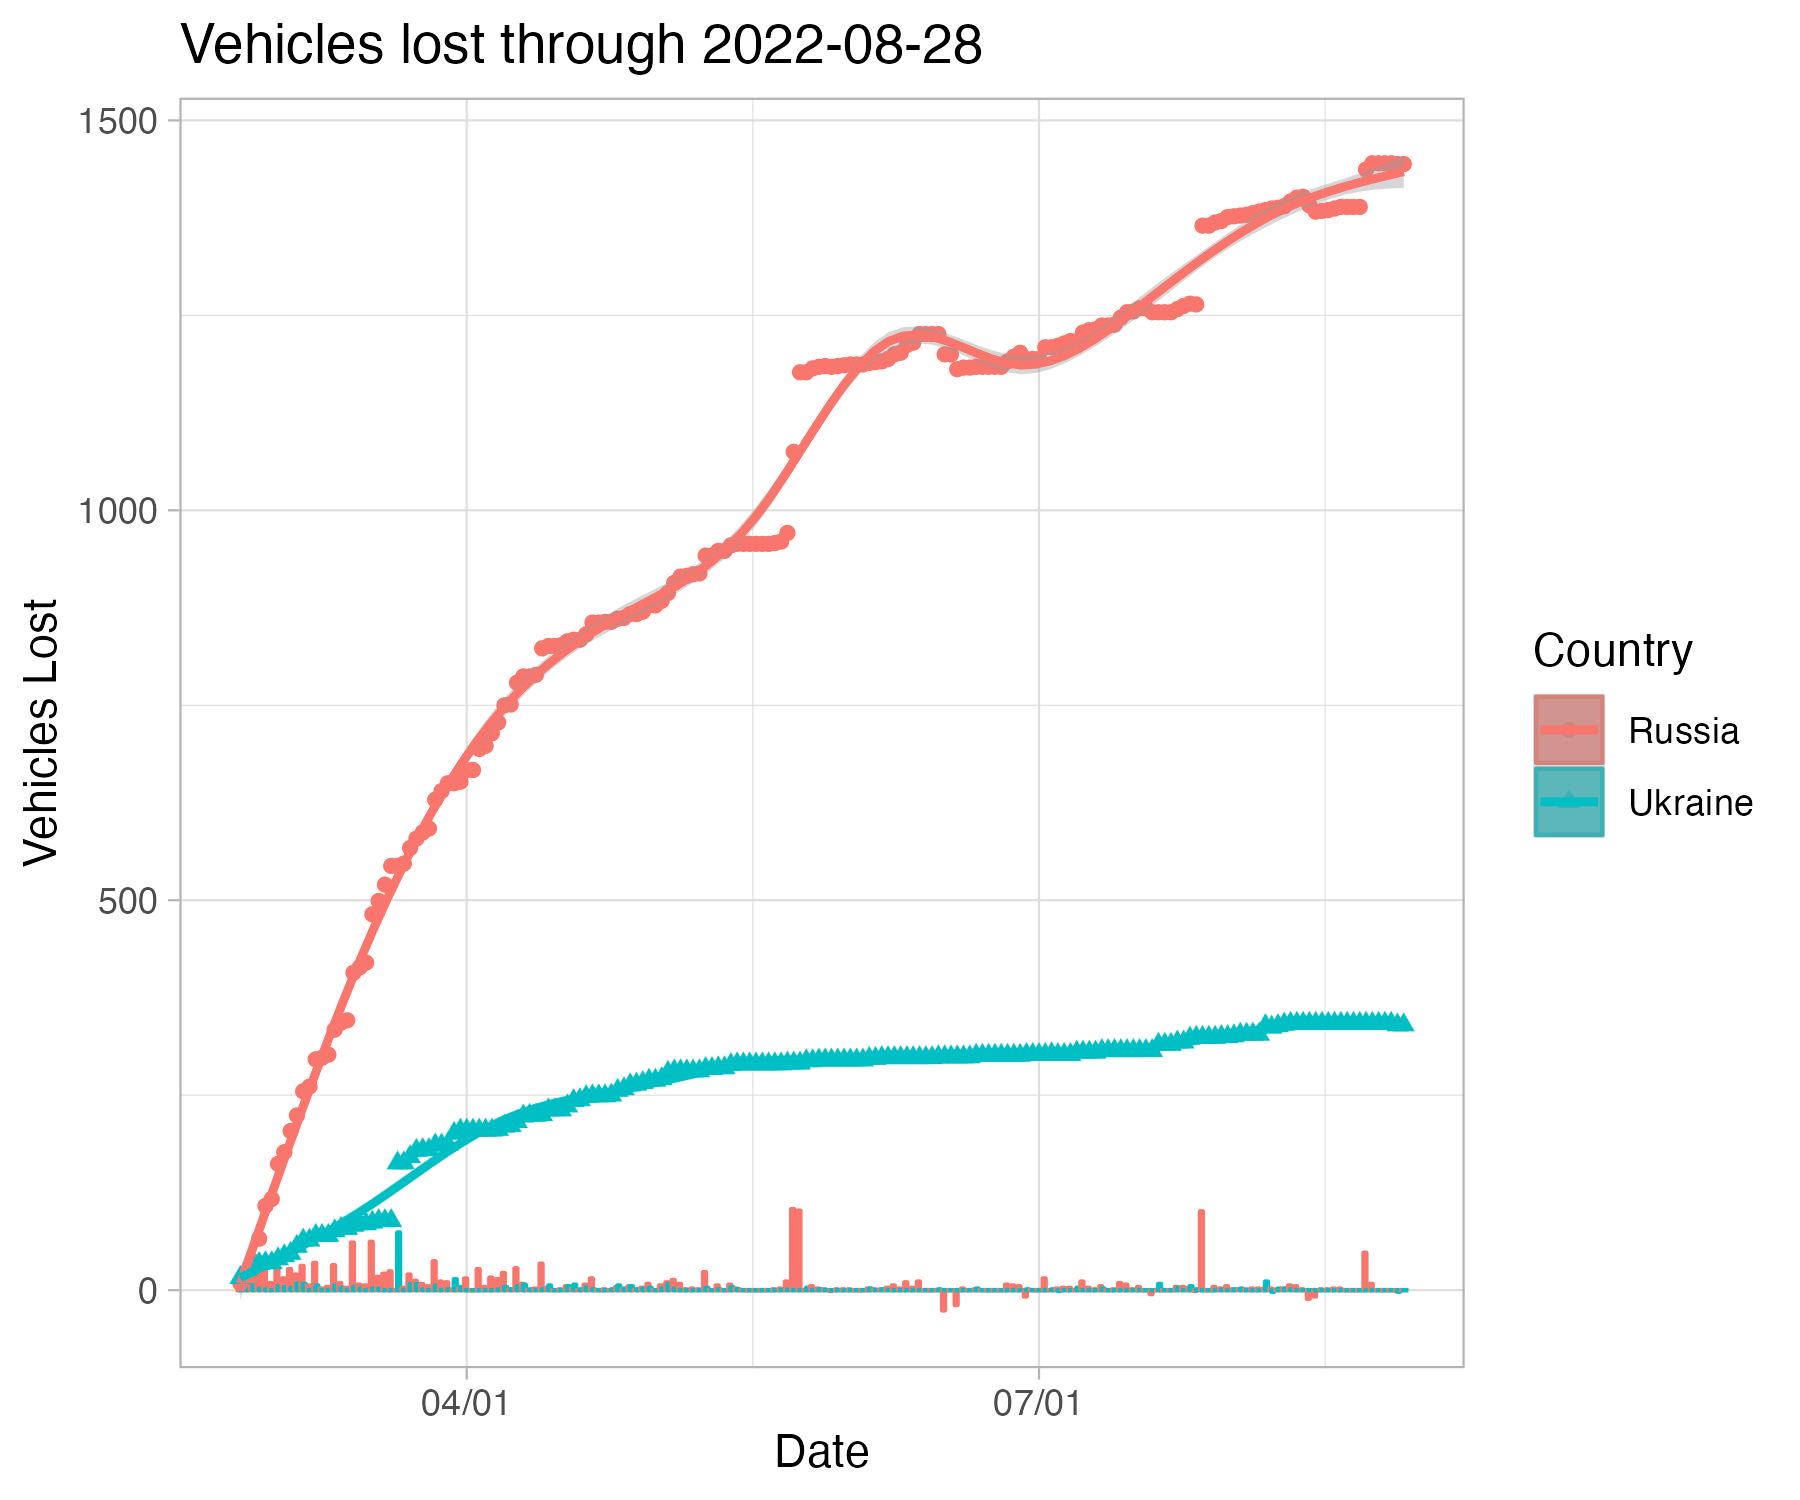 Vehicles lost through 2022-08-28
1500
1000
500
0
Vehicles Lost
04/01
07/01
Date
Country
Russia
Ukraine